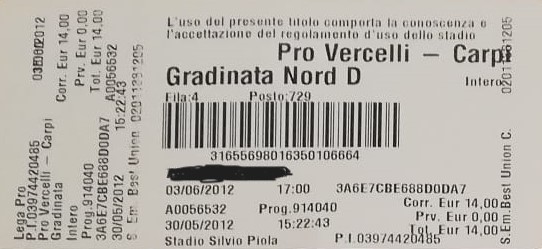 L'uso del presente titolo comporta la conoscenza e
l'accettazione del regolamento d'uso dello stadio
Pro Vercelli – Carpi
Gradinata Nord D
Intero
Fila:4 Posto:729
31655698016350106664
03/06/2012 17:00 3A6E7CBE688D0DA7
A0056532 Prog.914040 Corr. Eur 14,00
Prv. Eur 0,00
30/05/2012 15:22:43 Tot. Eur 14,00
Stadio Silvio Piola P.I.03974420485
S.Em. Best Union C. 02011291205
Lega Pro
P.I.03974420485
Pro Vercelli – Carpi
Gradinata
Intero Corr. Eur 14,00
Prog.914040 Prv. Eur 0,00
3A6E7CBE688D0DA7 Tot. Eur 14,00
A0056532
30/05/2012 15:22:43
S. Em. Best Union 02011291205